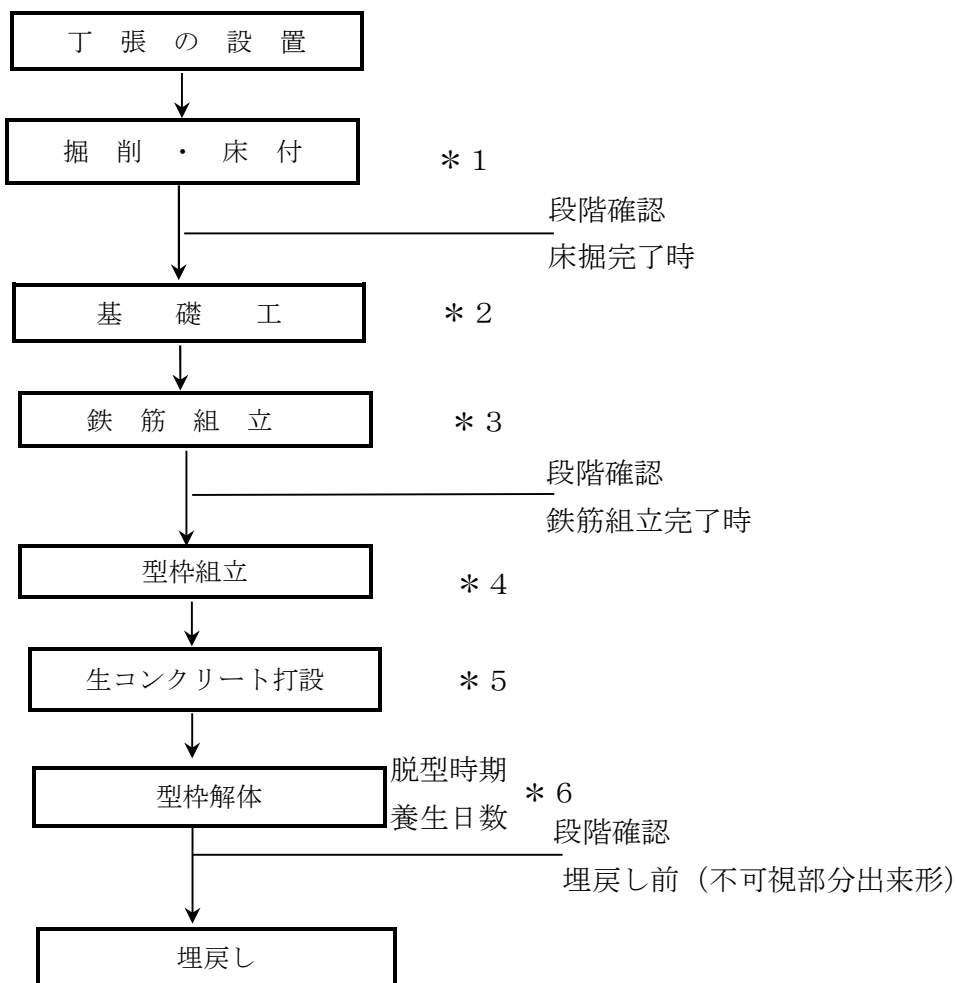 丁　張　の　設　置
掘　削　・　床　付
＊１
段階確認
床掘完了時
基　礎　工
＊２
鉄　筋　組　立
＊３
段階確認
鉄筋組立完了時
型枠組立
＊４
生コンクリート打設
＊５
型枠解体
脱型時期
養生日数
＊６
段階確認
埋戻し前（不可視部分出来形）
埋戻し